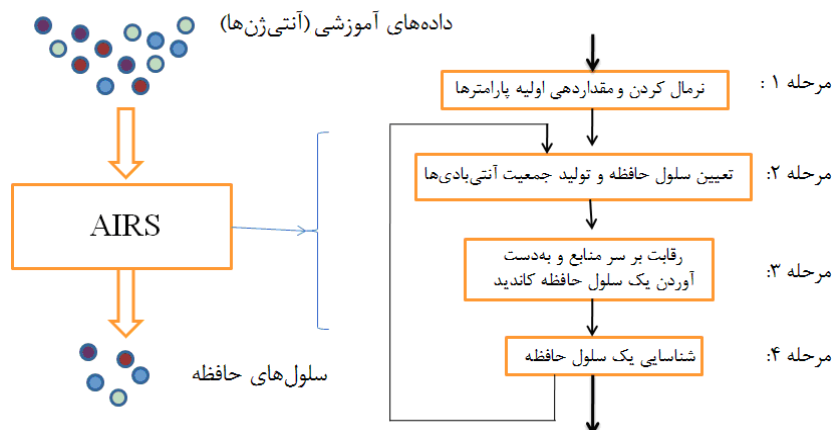 داده‌های آموزشی (آنتی‌ژن‌ها)
AIRS
سلول‌های حافظه
مرحله ۱ :
نرمال کردن و مقداردهی اولیه پارامترها
مرحله ۲:
تعیین سلول حافظه و تولید جمعیت آنتی‌بادی‌ها
مرحله ۳:
رقابت بر سر منابع و به‌دست
آوردن یک سلول حافظه کاندید
مرحله ۴:
شناسایی یک سلول حافظه